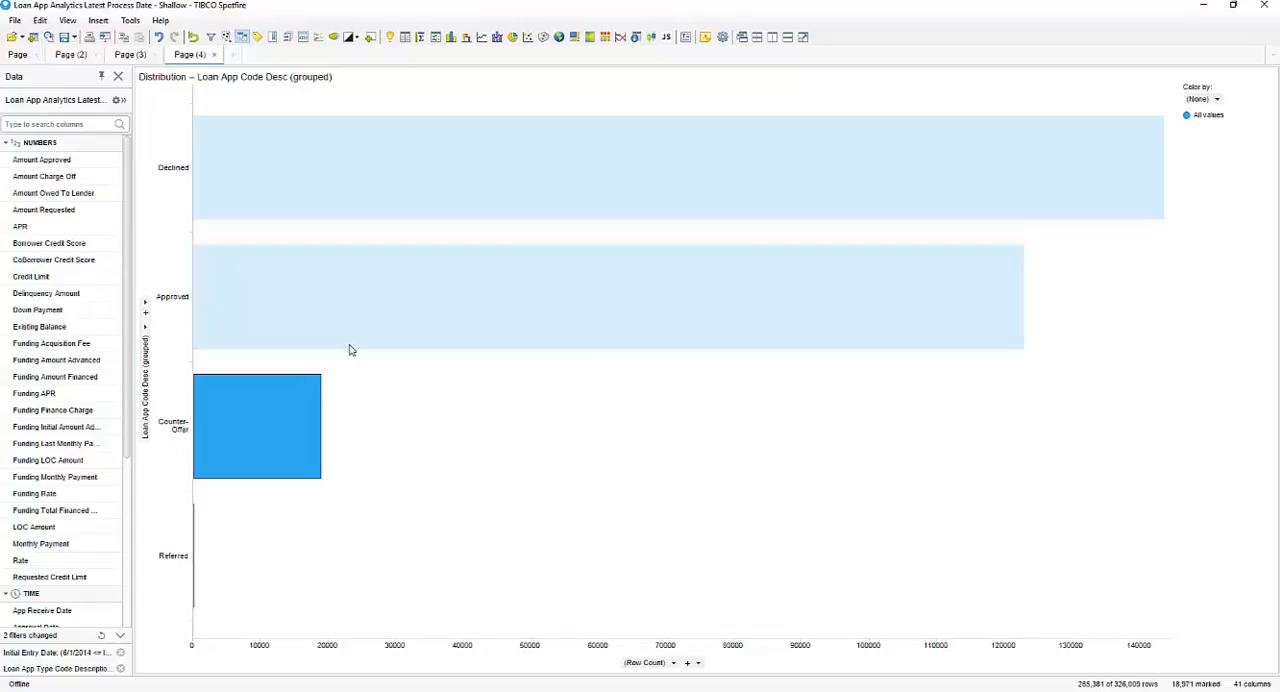 Loan App Analytics Latest Process Date - Shallow - TIBCO Spotfire
File Edit View Insert Tools Help
JS
Page Page (2) Page (3) Page (4)
Data
Loan App Analytics Latest...
Type to search columns
NUMBERS
Amount Approved
Amount Charge Off
Amount Owed To Lender
Amount Requested
APR
Borrower Credit Score
CoBorrower Credit Score
Credit Limit
Delinquency Amount
Down Payment
Existing Balance
Funding Acquisition Fee
Funding Amount Advanced
Funding Amount Financed
Funding APR
Funding Finance Charge
Funding Initial Amount Ad...
Funding Last Monthly Pa...
Funding LOC Amount
Funding Monthly Payment
Funding Rate
Funding Total Financed ...
LOC Amount
Monthly Payment
Rate
Requested Credit Limit
TIME
App Receive Date
2 filters changed
Initial Entry Date: (6/1/2014 <= I...
Loan App Type Code Descriptio...
Distribution – Loan App Code Desc (grouped)
Loan App Code Desc (grouped)
Declined
Approved
Counter-
Offer
Referred
0 10000 20000 30000 40000 50000 60000 70000 80000 90000 100000 110000 120000 130000 140000
(Row Count)
Color by:
(None)
All values
Offline
285,381 of 326,009 rows 18,971 marked 41 columns